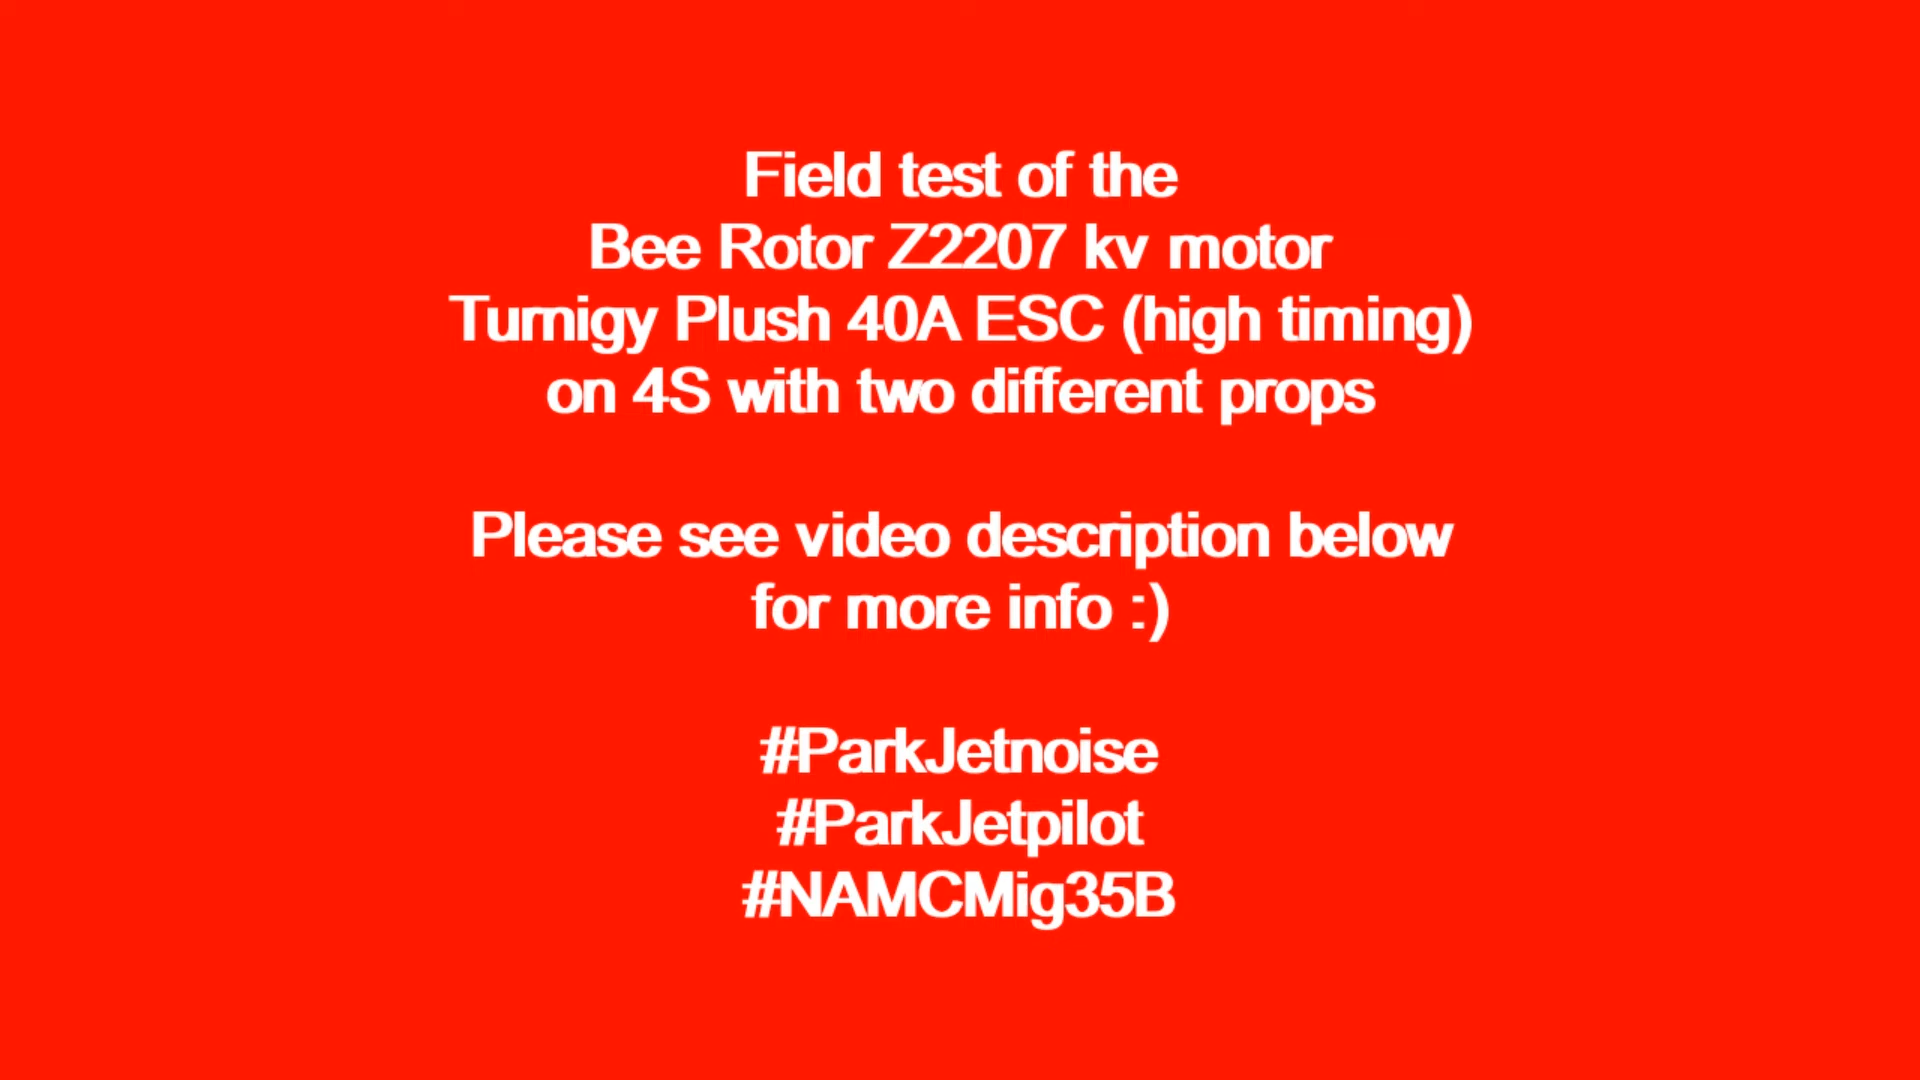 Field test of the
Bee Rotor Z2207 kv motor
Turnigy Plush 40A ESC (high timing)
on 4S with two different props
Please see video description below
for more info :)
#ParkJetnoise
#ParkJetpilot
#NAMCMig35B